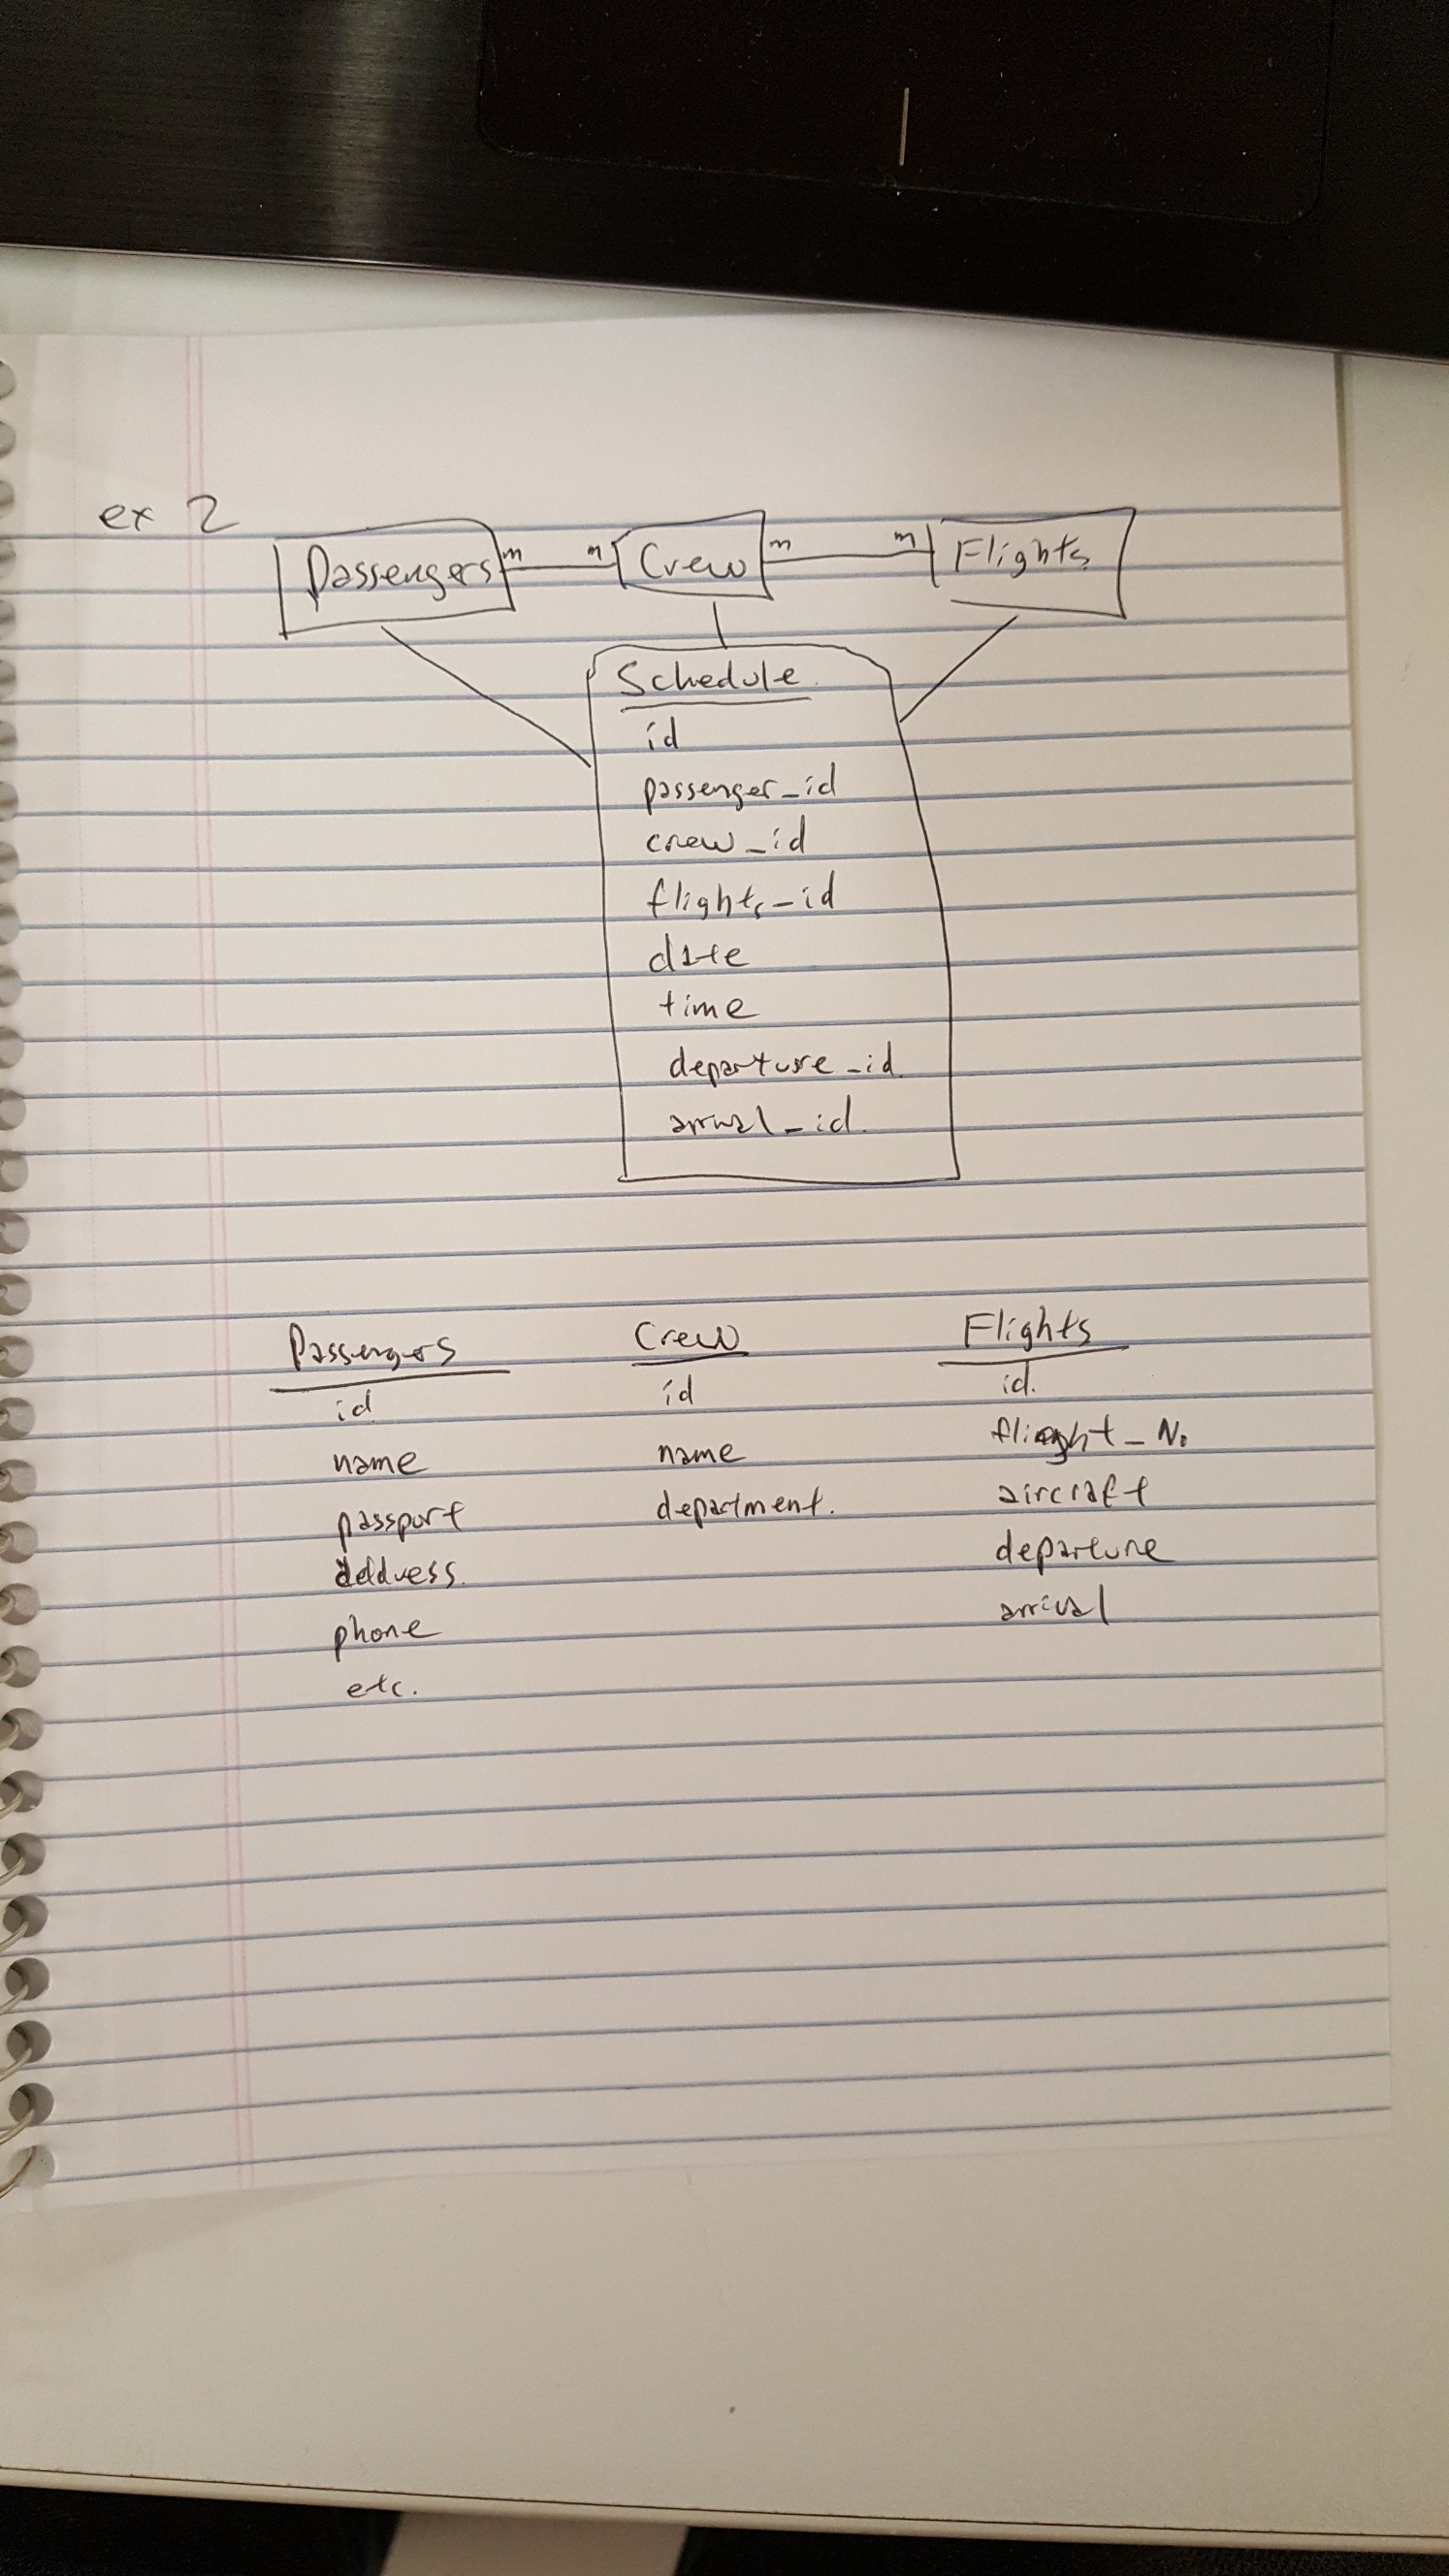 ex 2
Passengers m n Crew m m Flights
Schedule
id
passenger_id
crew_id
flights_id
date
time
departure_id
arrival_id
Passengers
id
name
passport
address
phone
etc.
Crew
id
name
department.
Flights
id.
flight_No
aircraft
departure
arrival